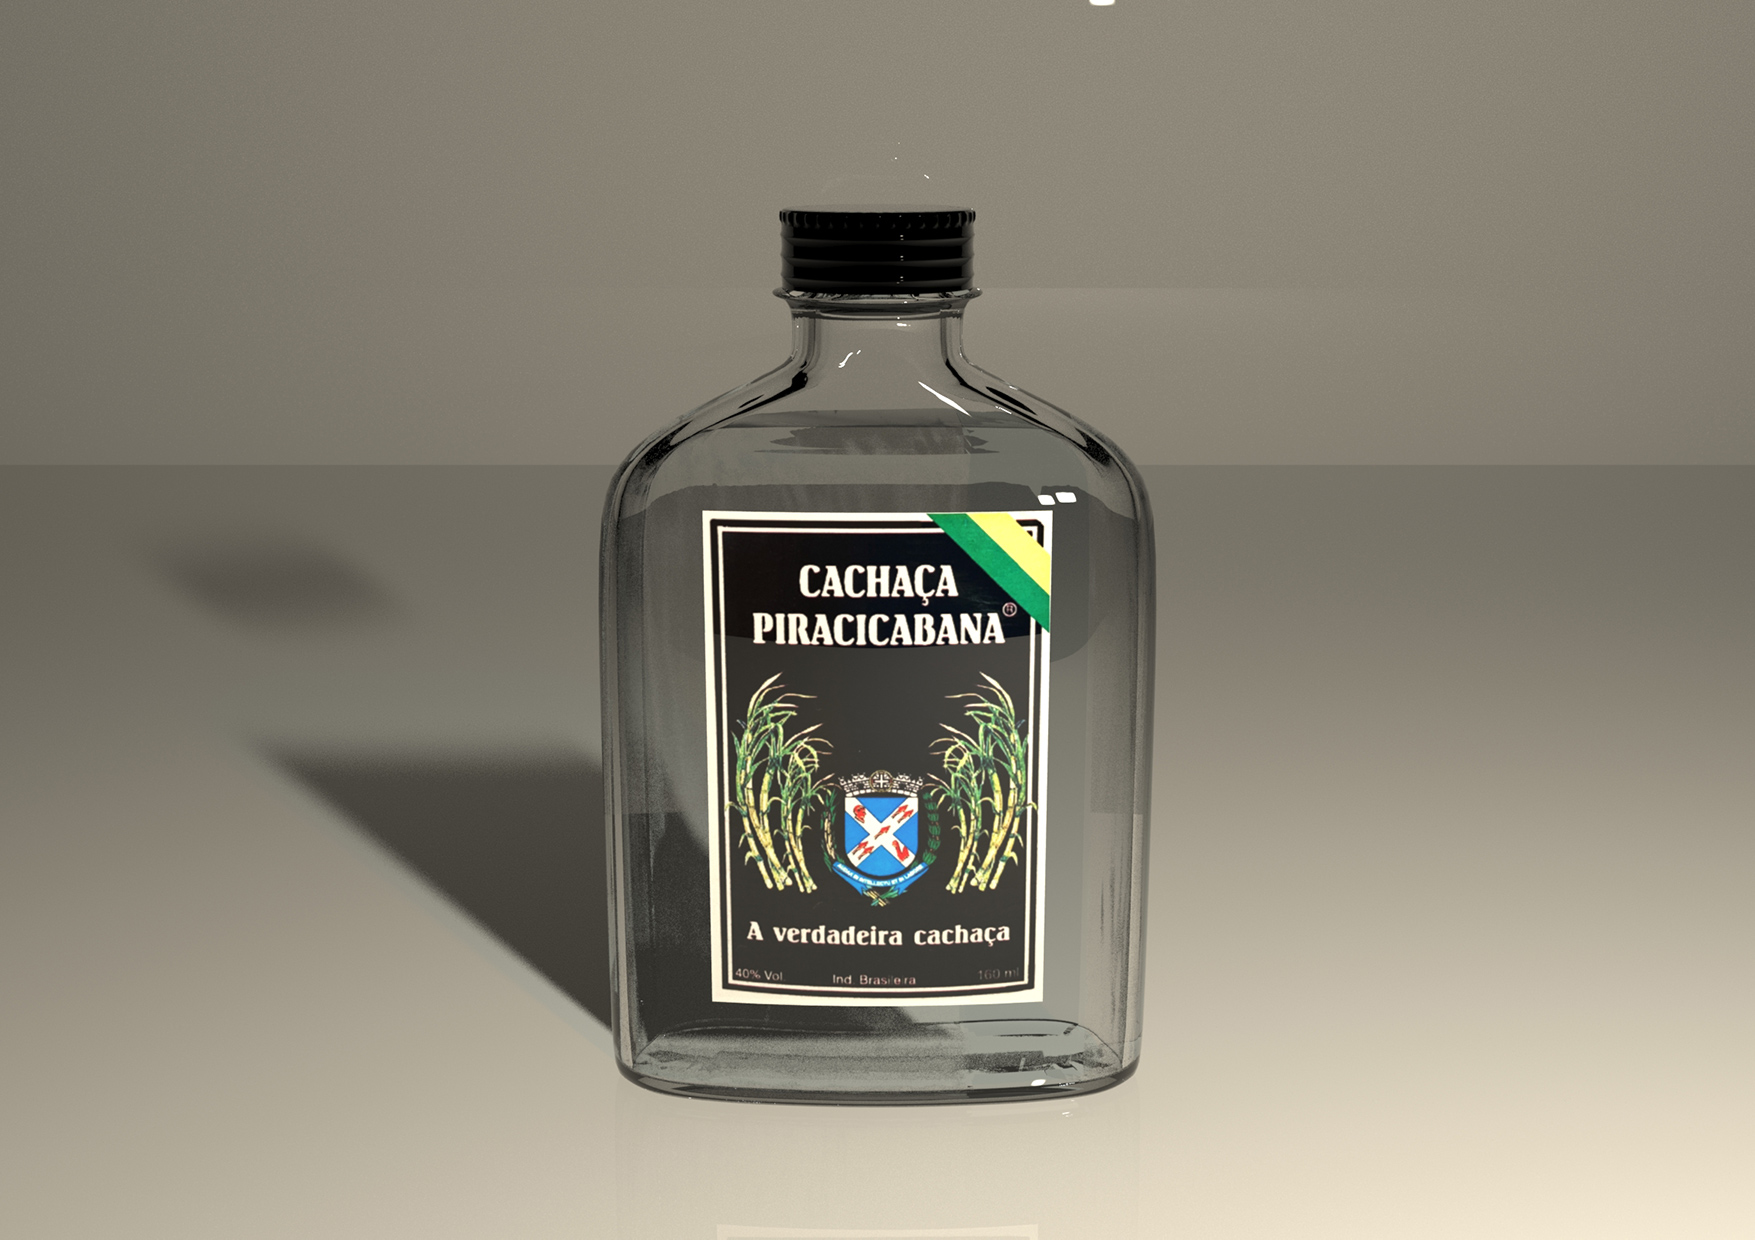 CACHAÇA
PIRACICABANA®
A verdadeira cachaça
40% Vol
Ind. Brasileira
160 ml